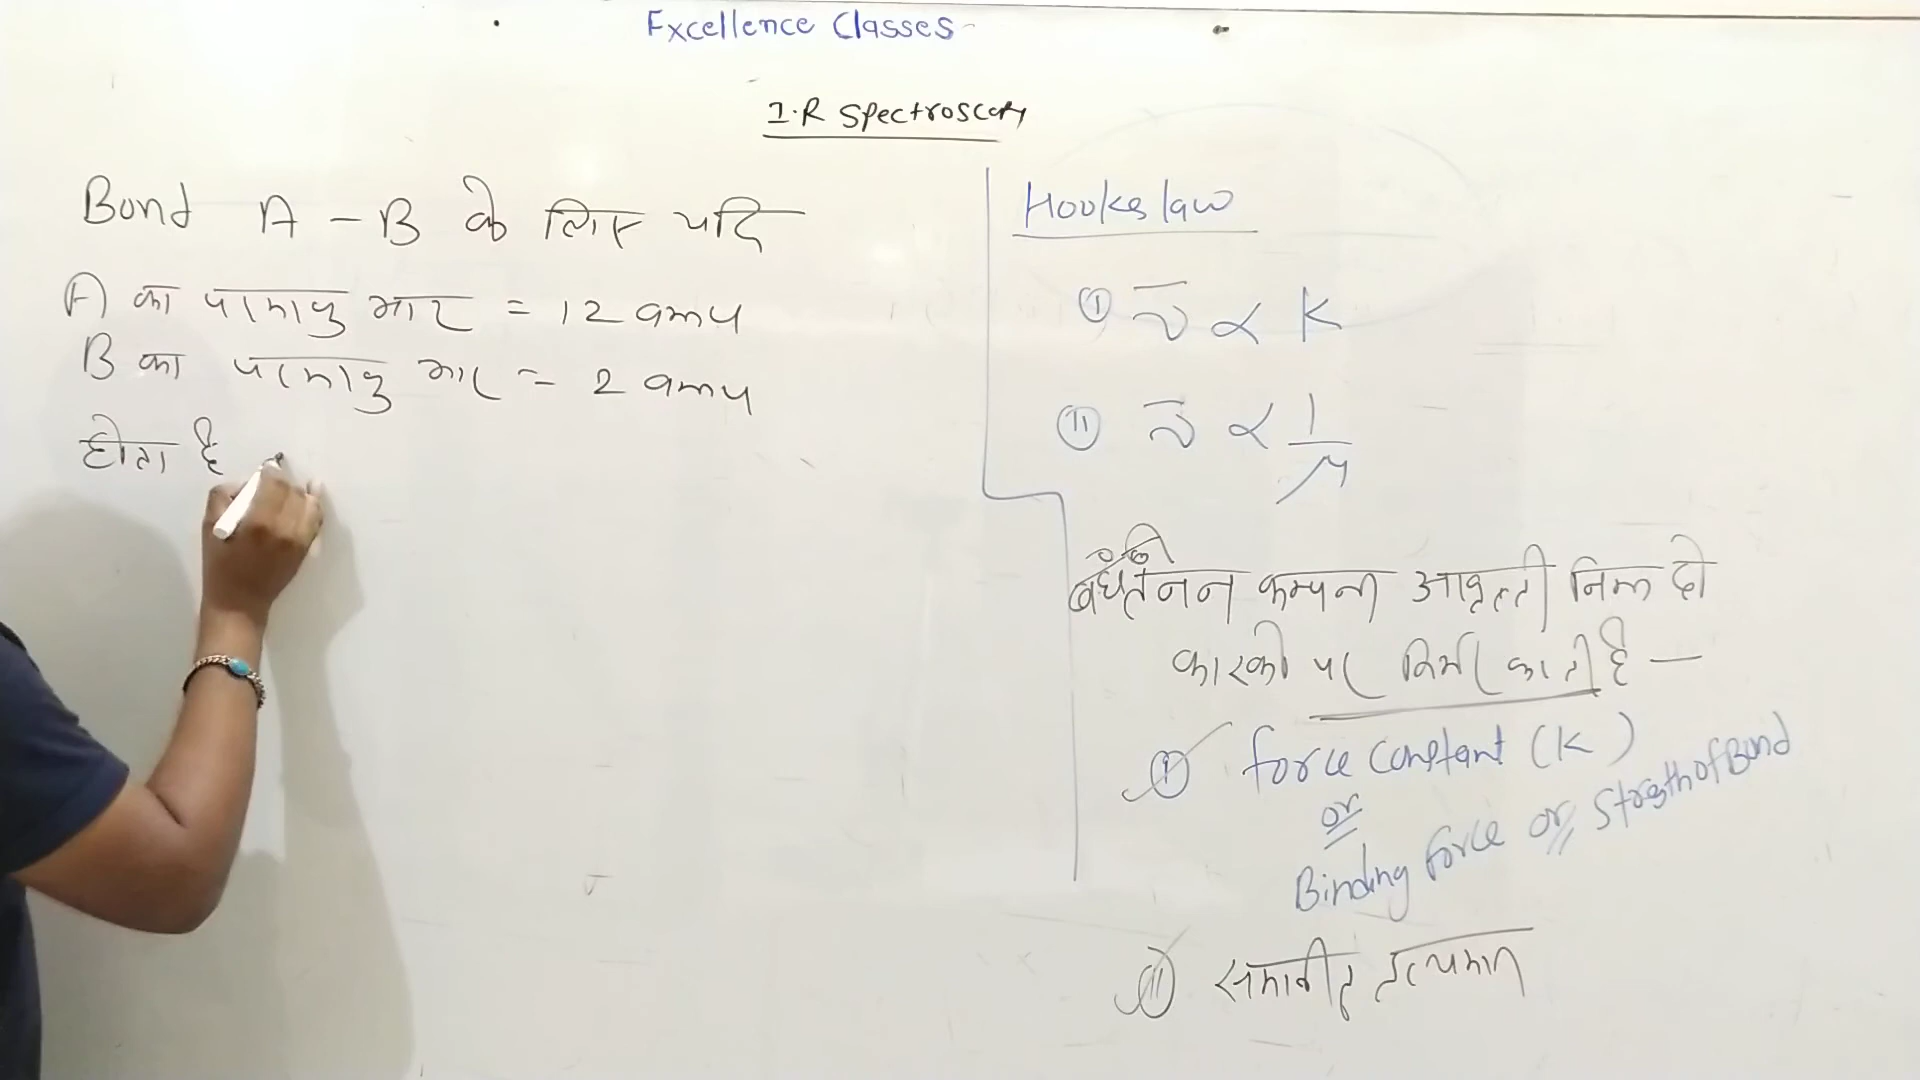 Excellence Classes
I.R Spectroscopy
Bond A - B के लिए यदि
A का परमाणु भार = 12 amu
B का परमाणु भार = 2 amu
होता है
Hookes law
(I) ν̅ ∝ K
(II) ν̅ ∝ 1/μ
कम्पन आवृत्ती निम्न दो
कारको पर निर्भर करती है —
(I) force constant (K)
or
Binding force or Strength of Bond
(II) समानीत द्रव्यमान